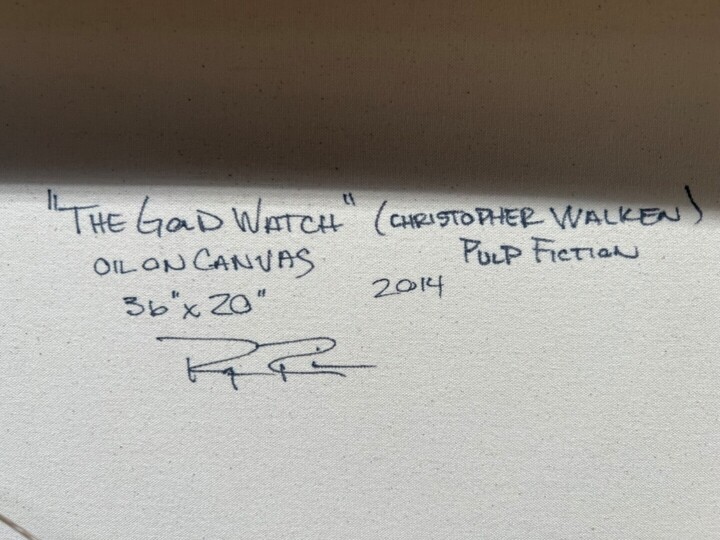 "THE GOLD WATCH" (CHRISTOPHER WALKEN)
PULP FICTION
OIL ON CANVAS
36" x 20"
2014